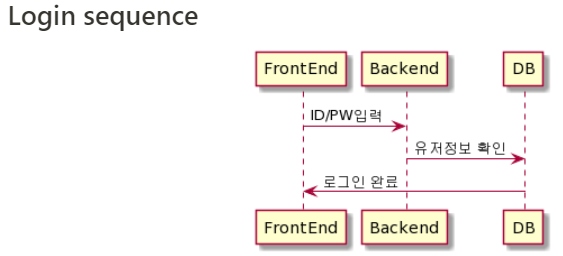 Login sequence
FrontEnd Backend DB
ID/PW입력
유저정보 확인
로그인 완료
FrontEnd Backend DB